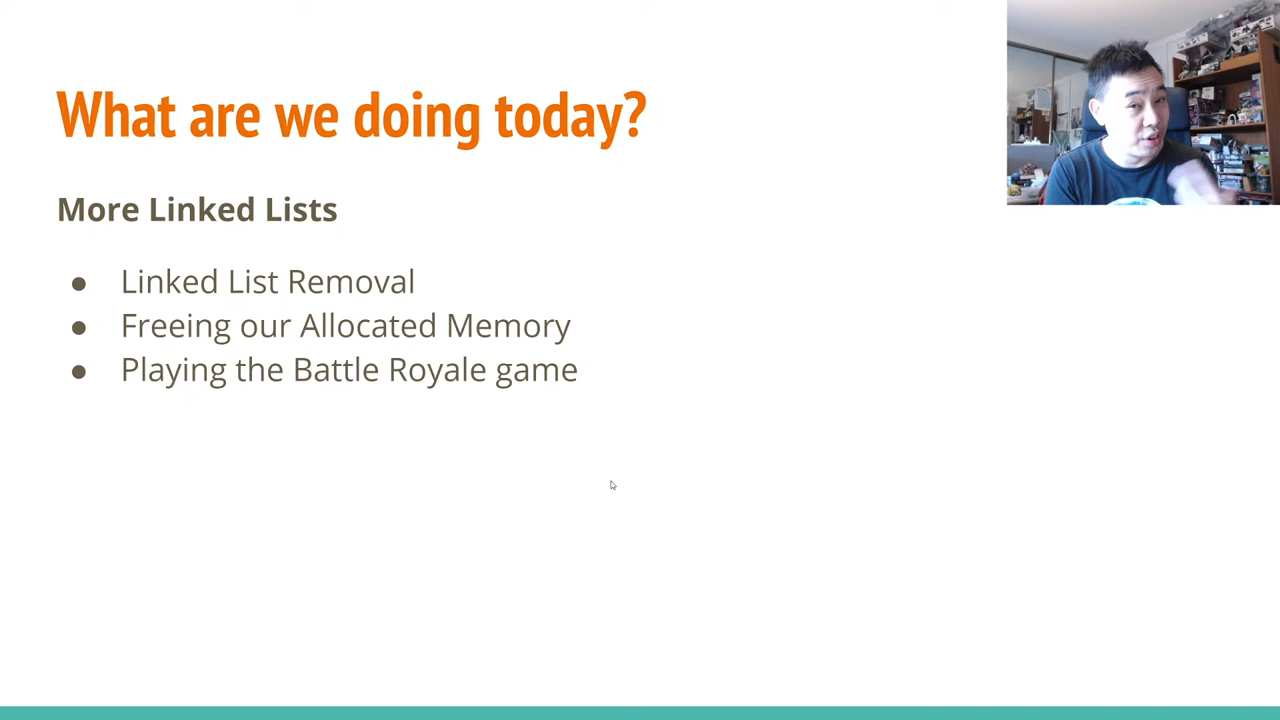 What are we doing today?
More Linked Lists
● Linked List Removal
● Freeing our Allocated Memory
● Playing the Battle Royale game